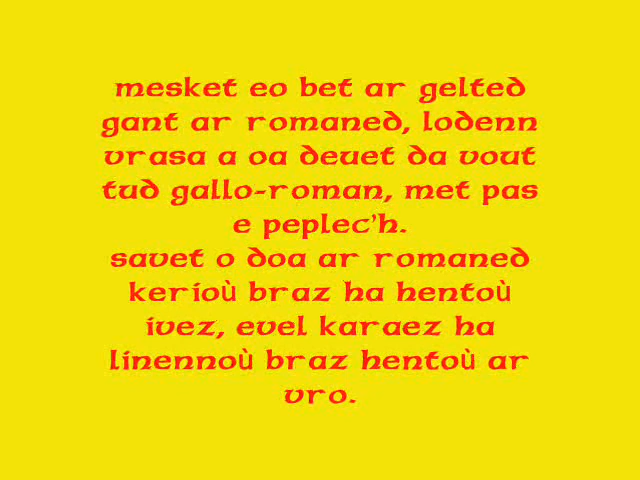 mesket eo bet ar gelted
gant ar romaned, lodenn
vrasa a oa deuet da vout
tud gallo-roman, met pas
e peplec'h.
savet o doa ar romaned
kerioù braz ha hentoù
ivez, evel karaez ha
linennoù braz hentoù ar
vro.